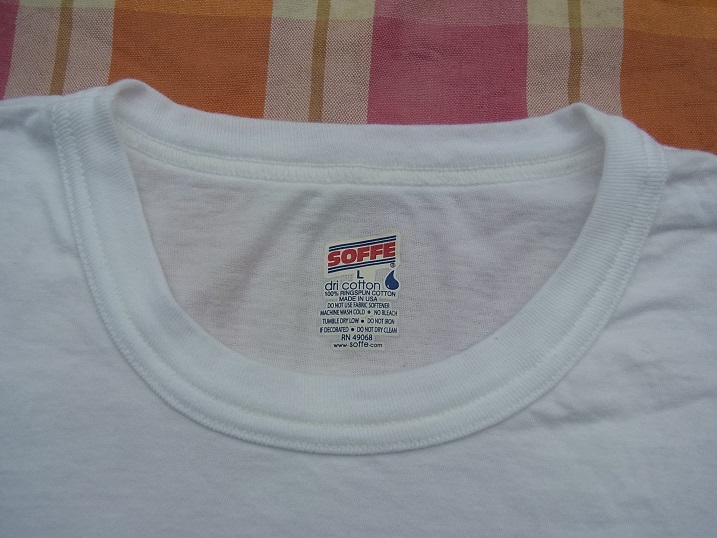 SOFFE
®
L
dri cotton
100% RINGSPUN COTTON
MADE IN USA
DO NOT USE FABRIC SOFTENER
MACHINE WASH COLD • NO BLEACH
TUMBLE DRY LOW • DO NOT IRON
IF DECORATED • DO NOT DRY CLEAN
RN 49068
www.soffe.com